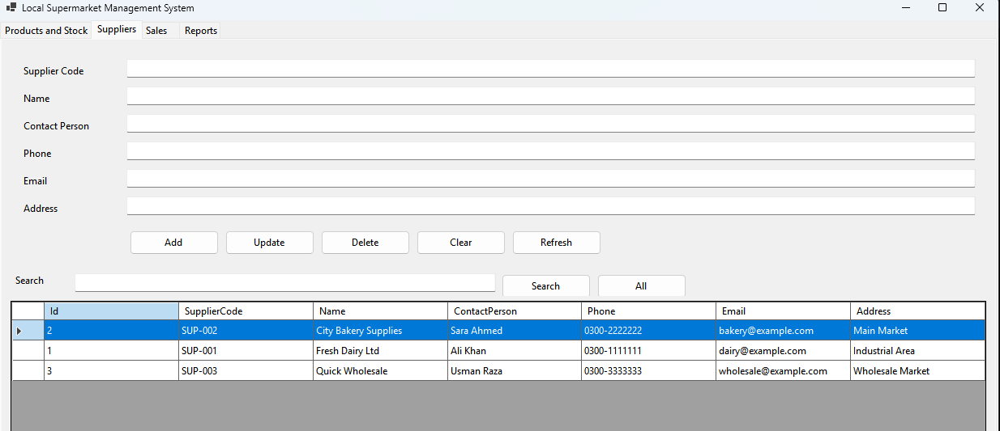 Local Supermarket Management System
Products and Stock Suppliers Sales Reports
Supplier Code
Name
Contact Person
Phone
Email
Address
Add Update Delete Clear Refresh
Search Search All
Id SupplierCode Name ContactPerson Phone Email Address
2 SUP-002 City Bakery Supplies Sara Ahmed 0300-2222222 bakery@example.com Main Market
1 SUP-001 Fresh Dairy Ltd Ali Khan 0300-1111111 dairy@example.com Industrial Area
3 SUP-003 Quick Wholesale Usman Raza 0300-3333333 wholesale@example.com Wholesale Market